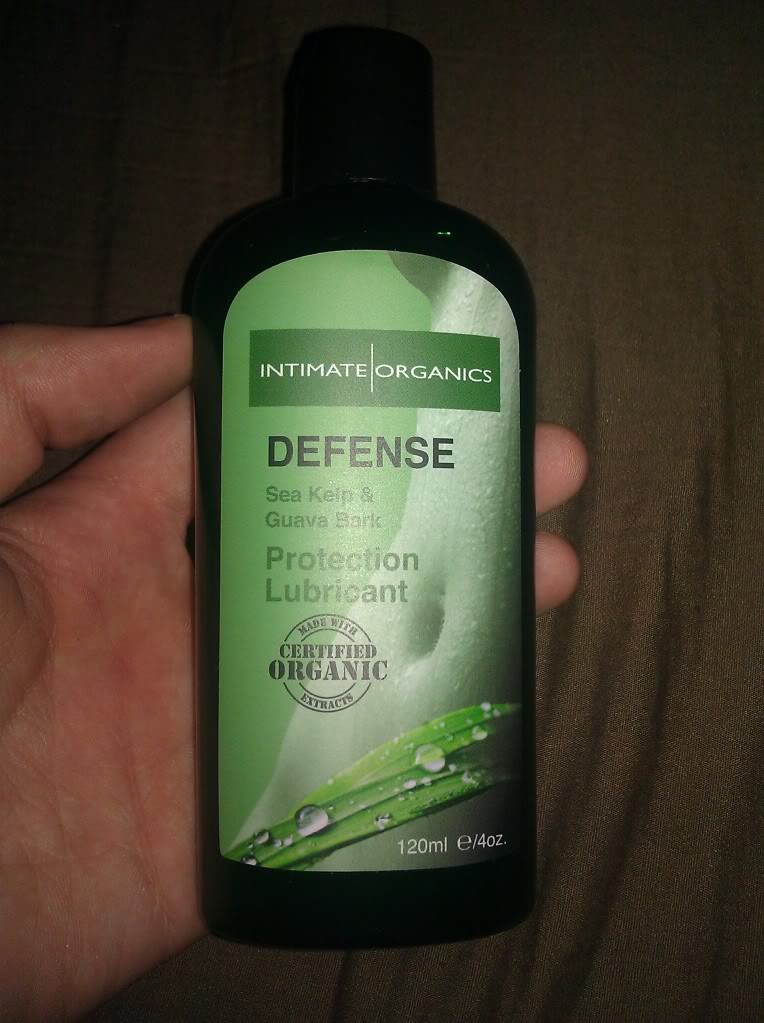 INTIMATE ORGANICS
DEFENSE
Sea Kelp &
Guava Bark
Protection
Lubricant
MADE WITH
CERTIFIED
ORGANIC
EXTRACTS
120ml ℮/4oz.